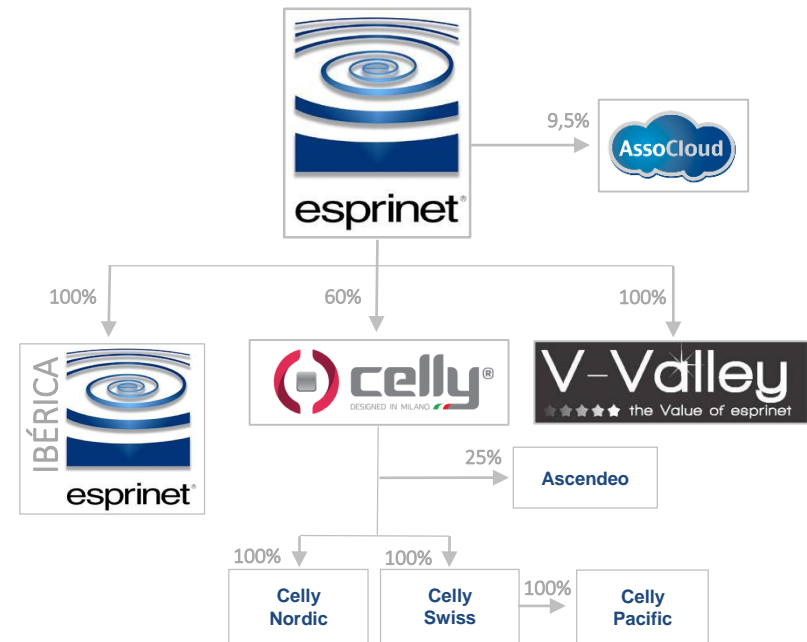 esprinet®
9,5%
AssoCloud
100%
60%
100%
IBÉRICA
esprinet®
celly®
DESIGNED IN MILANO
V-Valley
the Value of esprinet
25%
Ascendeo
100%
100%
100%
Celly
Nordic
Celly
Swiss
Celly
Pacific